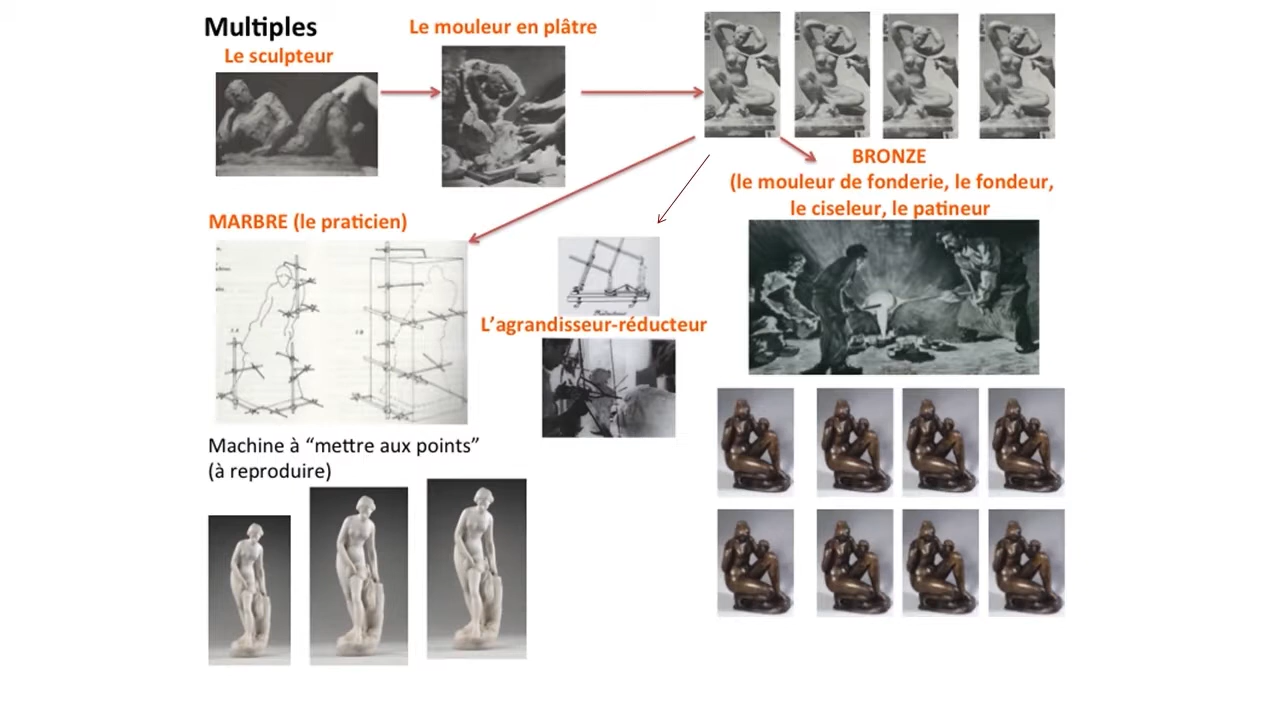 Multiples
Le sculpteur
Le mouleur en plâtre
BRONZE
(le mouleur de fonderie, le fondeur,
le ciseleur, le patineur
MARBRE (le praticien)
L’agrandisseur-réducteur
Machine à “mettre aux points”
(à reproduire)